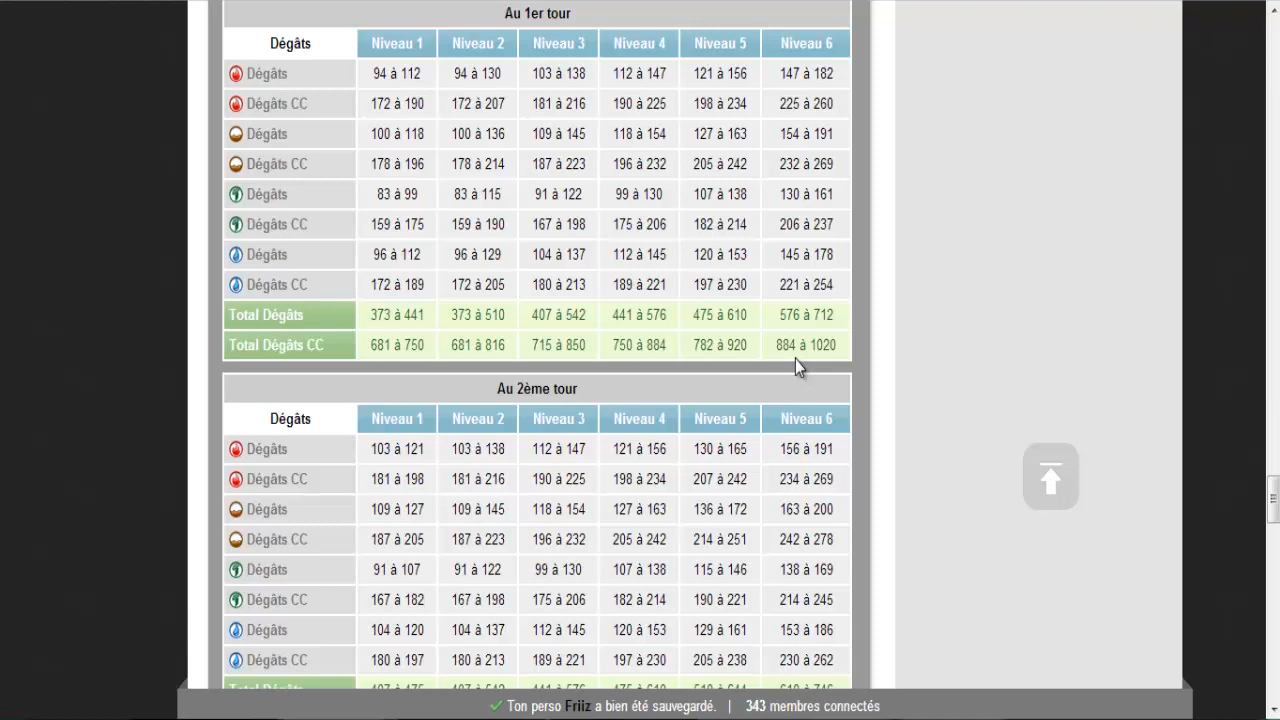 Au 1er tour
Dégâts Niveau 1 Niveau 2 Niveau 3 Niveau 4 Niveau 5 Niveau 6
Dégâts 94 à 112 94 à 130 103 à 138 112 à 147 121 à 156 147 à 182
Dégâts CC 172 à 190 172 à 207 181 à 216 190 à 225 198 à 234 225 à 260
Dégâts 100 à 118 100 à 136 109 à 145 118 à 154 127 à 163 154 à 191
Dégâts CC 178 à 196 178 à 214 187 à 223 196 à 232 205 à 242 232 à 269
Dégâts 83 à 99 83 à 115 91 à 122 99 à 130 107 à 138 130 à 161
Dégâts CC 159 à 175 159 à 190 167 à 198 175 à 206 182 à 214 206 à 237
Dégâts 96 à 112 96 à 129 104 à 137 112 à 145 120 à 153 145 à 178
Dégâts CC 172 à 189 172 à 205 180 à 213 189 à 221 197 à 230 221 à 254
Total Dégâts 373 à 441 373 à 510 407 à 542 441 à 576 475 à 610 576 à 712
Total Dégâts CC 681 à 750 681 à 816 715 à 850 750 à 884 782 à 920 884 à 1020
Au 2ème tour
Dégâts Niveau 1 Niveau 2 Niveau 3 Niveau 4 Niveau 5 Niveau 6
Dégâts 103 à 121 103 à 138 112 à 147 121 à 156 130 à 165 156 à 191
Dégâts CC 181 à 198 181 à 216 190 à 225 198 à 234 207 à 242 234 à 269
Dégâts 109 à 127 109 à 145 118 à 154 127 à 163 136 à 172 163 à 200
Dégâts CC 187 à 205 187 à 223 196 à 232 205 à 242 214 à 251 242 à 278
Dégâts 91 à 107 91 à 122 99 à 130 107 à 138 115 à 146 138 à 169
Dégâts CC 167 à 182 167 à 198 175 à 206 182 à 214 190 à 221 214 à 245
Dégâts 104 à 120 104 à 137 112 à 145 120 à 153 129 à 161 153 à 186
Dégâts CC 180 à 197 180 à 213 189 à 221 197 à 230 205 à 238 230 à 262
Ton perso Friiz a bien été sauvegardé. | 343 membres connectés